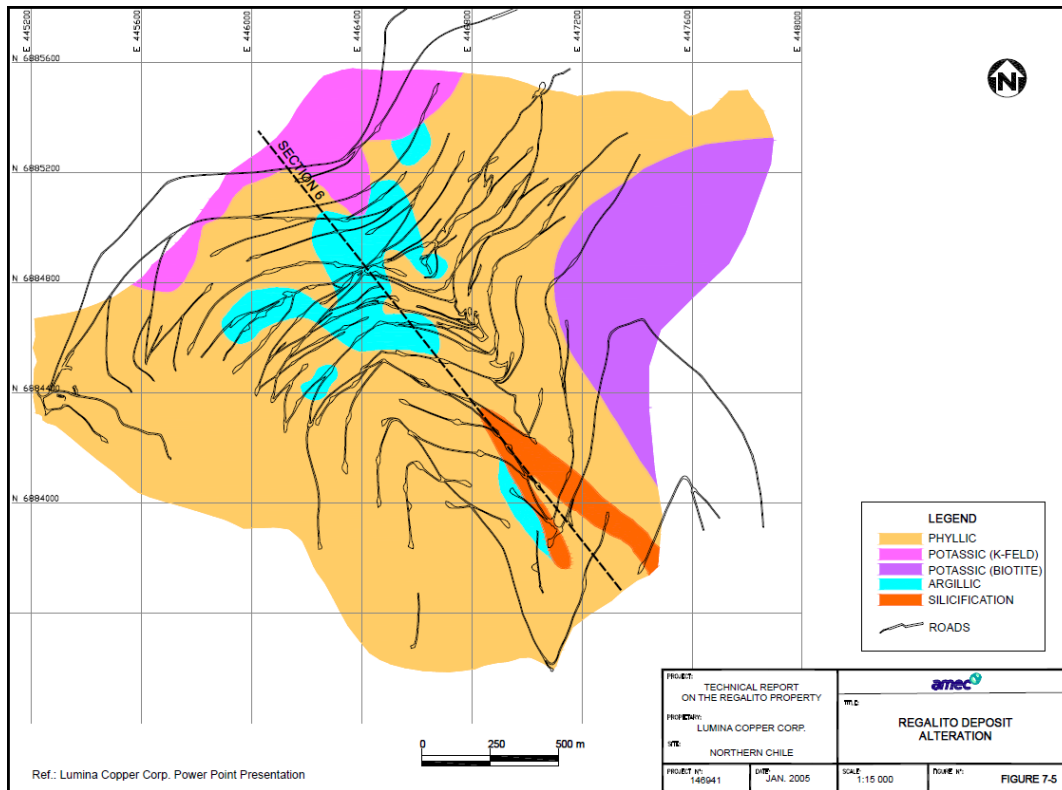 E 445200
E 445600
E 446000
E 446400
E 446800
E 447200
E 447600
E 448000
N 6885600
N
SECTION 6
N 6885200
N 6884800
N 6884400
N 6884000
LEGEND
PHYLLIC
POTASSIC (K-FELD)
POTASSIC (BIOTITE)
ARGILLIC
SILICIFICATION
ROADS
0 250 500 m
Ref.: Lumina Copper Corp. Power Point Presentation
PROJECT:
TECHNICAL REPORT
ON THE REGALITO PROPERTY
PROPIETARY:
LUMINA COPPER CORP.
SITE:
NORTHERN CHILE
amec
TITLE:
REGALITO DEPOSIT
ALTERATION
PROJECT Nº:
146941
DATE:
JAN. 2005
SCALE:
1:15 000
FIGURE Nº:
FIGURE 7-5